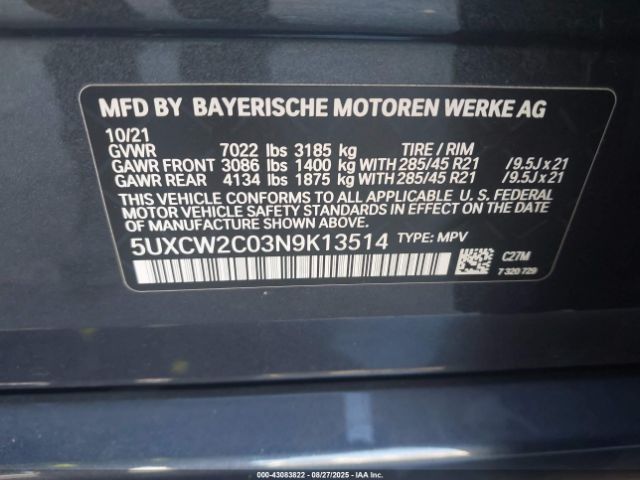 MFD BY BAYERISCHE MOTOREN WERKE AG
10/21
GVWR 7022 lbs 3185 kg TIRE / RIM
GAWR FRONT 3086 lbs 1400 kg WITH 285/45 R21 /9.5J x 21
GAWR REAR 4134 lbs 1875 kg WITH 285/45 R21 /9.5J x 21
THIS VEHICLE CONFORMS TO ALL APPLICABLE U. S. FEDERAL
MOTOR VEHICLE SAFETY STANDARDS IN EFFECT ON THE
DATE OF MANUFACTURE SHOWN ABOVE.
5UXCW2C03N9K13514 TYPE: MPV
C27M
7 320 729
000-43083822 - 08/27/2025 - IAA Inc.